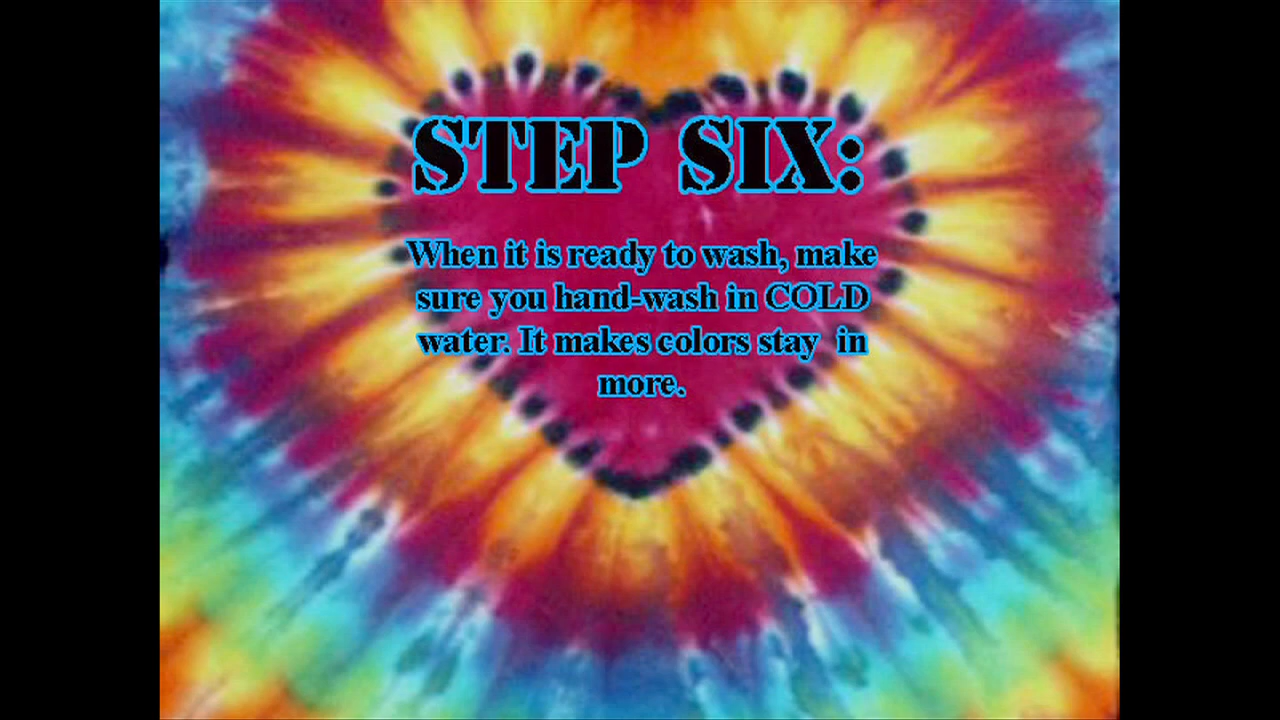 STEP SIX:
When it is ready to wash, make
sure you hand-wash in COLD
water. It makes colors stay  in
more.